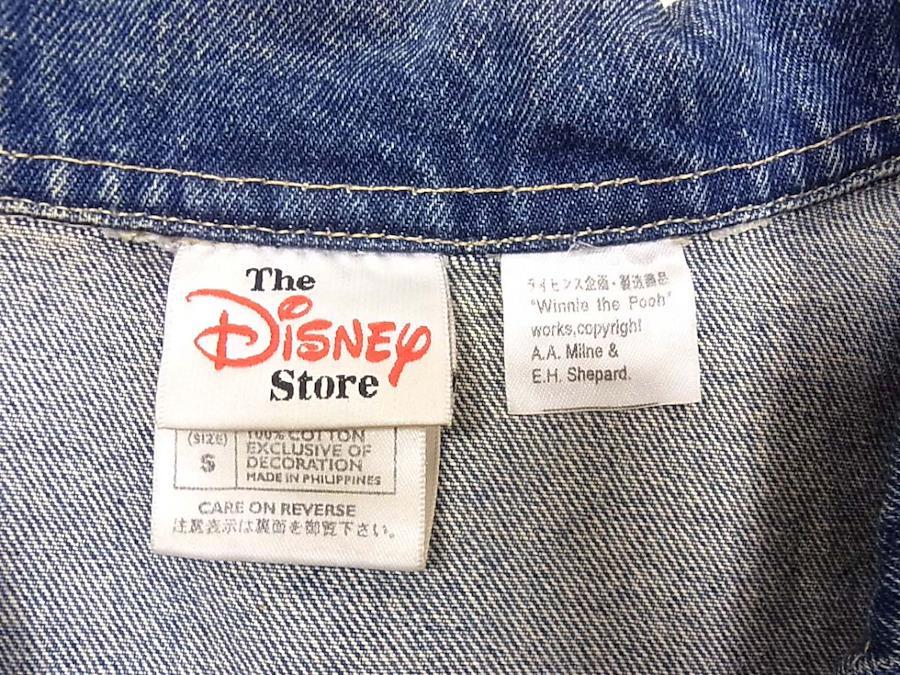 The
Disney
Store
(SIZE)
S
100% COTTON
EXCLUSIVE OF
DECORATION
MADE IN PHILIPPINES
CARE ON REVERSE
注意表示は裏面を御覧下さい。
ライセンス企画・製造商品
"Winnie the Pooh"
works,copyright
A.A. Milne &
E.H. Shepard.